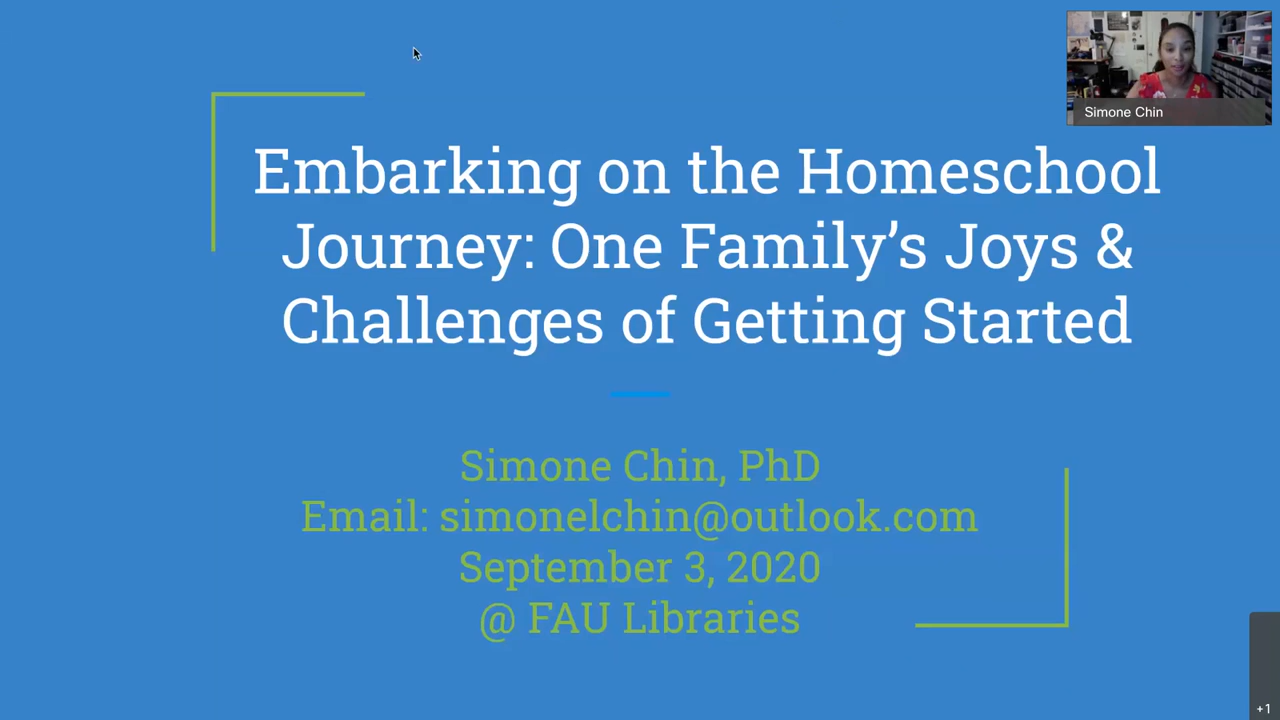 Simone Chin
Embarking on the Homeschool
Journey: One Family’s Joys &
Challenges of Getting Started
Simone Chin, PhD
Email: simonelchin@outlook.com
September 3, 2020
@ FAU Libraries
+1